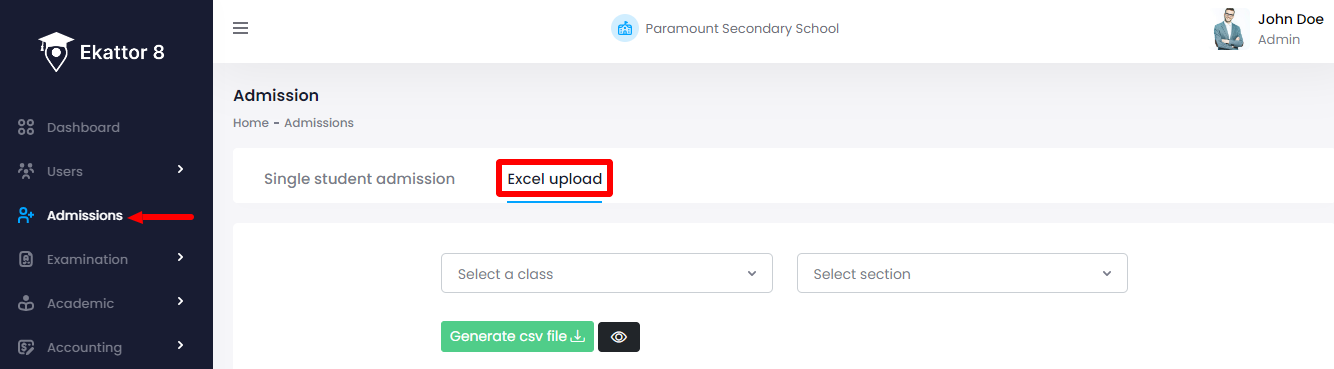 Ekattor 8
Dashboard
Users
Admissions
Examination
Academic
Accounting
Paramount Secondary School
John Doe
Admin
Admission
Home - Admissions
Single student admission
Excel upload
Select a class
Select section
Generate csv file